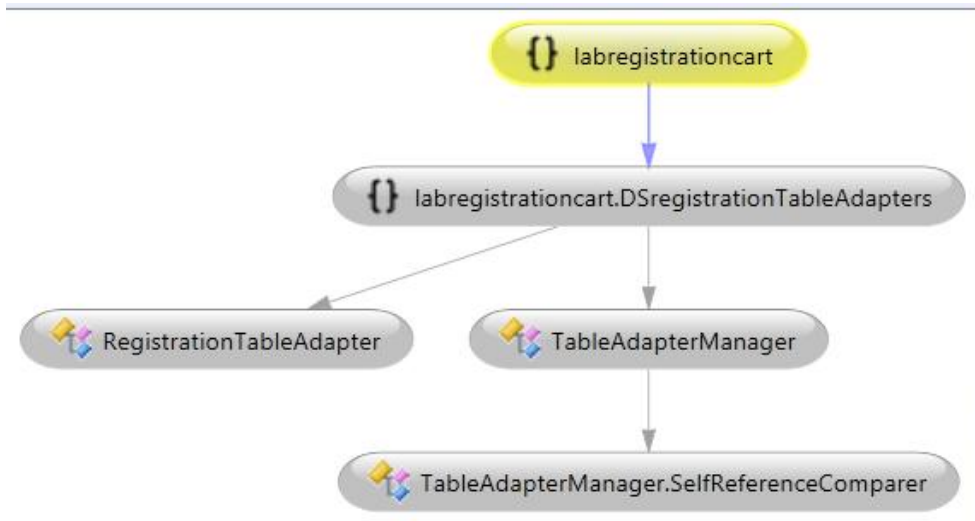 {} labregistrationcart
{} labregistrationcart.DSregistrationTableAdapters
RegistrationTableAdapter
TableAdapterManager
TableAdapterManager.SelfReferenceComparer